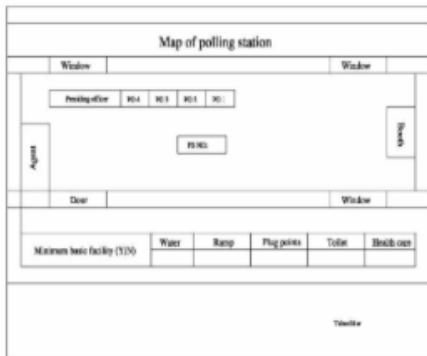 Map of polling station
Window Window
Presiding officer PO 4 PO 3 PO 2 PO 1
Agent
Booth
PS NO.
Door Window
Minimum basic facility (Y/N) Water Ramp Plug points Toilet Health care